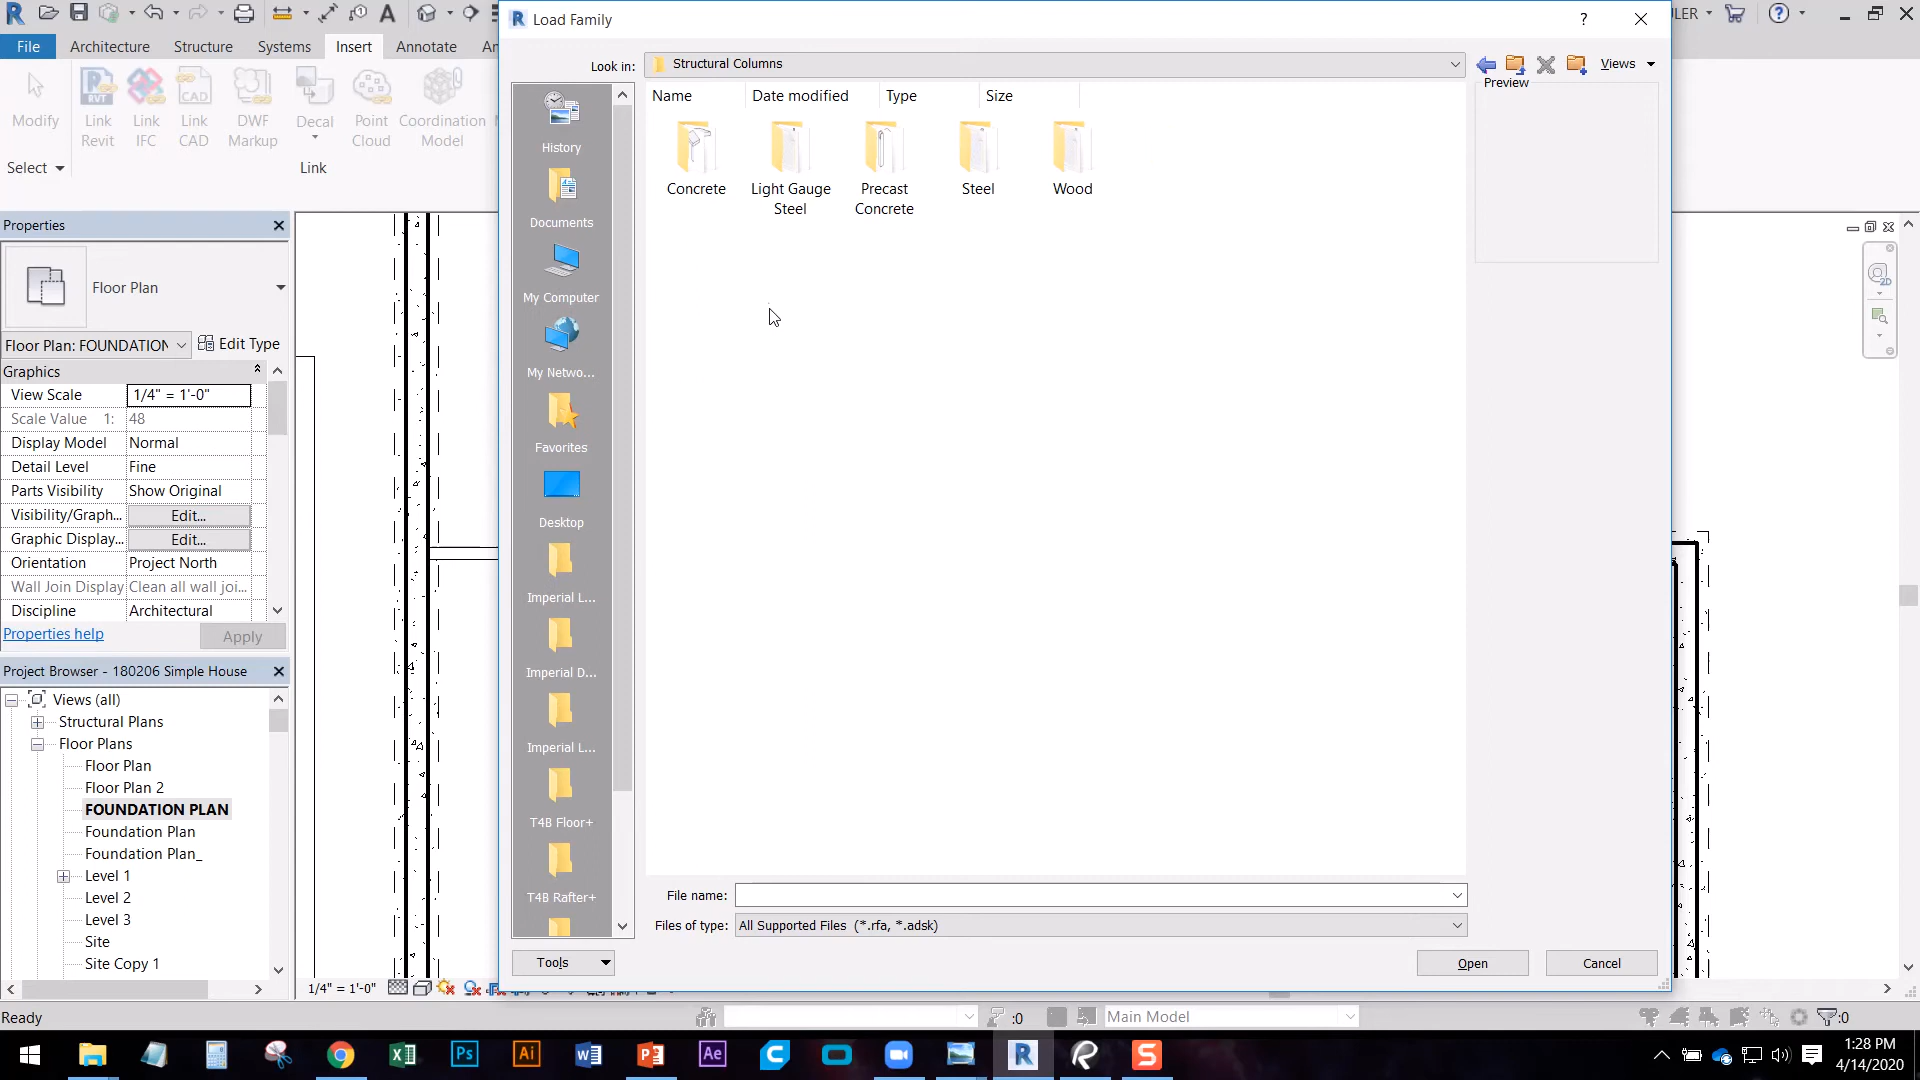 Load Family
?
ULER
File
Architecture
Structure
Systems
Insert
Annotate
An
Look in:
Structural Columns
Views
Preview
Modify
Link
Revit
Link
IFC
Link
CAD
DWF
Markup
Decal
Point
Cloud
Coordination
Model
Select
Link
Name
Date modified
Type
Size
Concrete
Light Gauge
Steel
Precast
Concrete
Steel
Wood
History
Documents
My Computer
My Netwo...
Favorites
Desktop
Imperial L...
Imperial D...
Imperial L...
T4B Floor+
T4B Rafter+
Properties
Floor Plan
Floor Plan: FOUNDATION
Edit Type
Graphics
View Scale
1/4" = 1'-0"
Scale Value 1:
48
Display Model
Normal
Detail Level
Fine
Parts Visibility
Show Original
Visibility/Graph...
Edit...
Graphic Display...
Edit...
Orientation
Project North
Wall Join Display
Clean all wall joi...
Discipline
Architectural
Properties help
Apply
Project Browser - 180206 Simple House
Views (all)
Structural Plans
Floor Plans
Floor Plan
Floor Plan 2
FOUNDATION PLAN
Foundation Plan
Foundation Plan_
Level 1
Level 2
Level 3
Site
Site Copy 1
File name:
Files of type:
All Supported Files (*.rfa, *.adsk)
Tools
Open
Cancel
1/4" = 1'-0"
Ready
:0
Main Model
:0
1:28 PM
4/14/2020